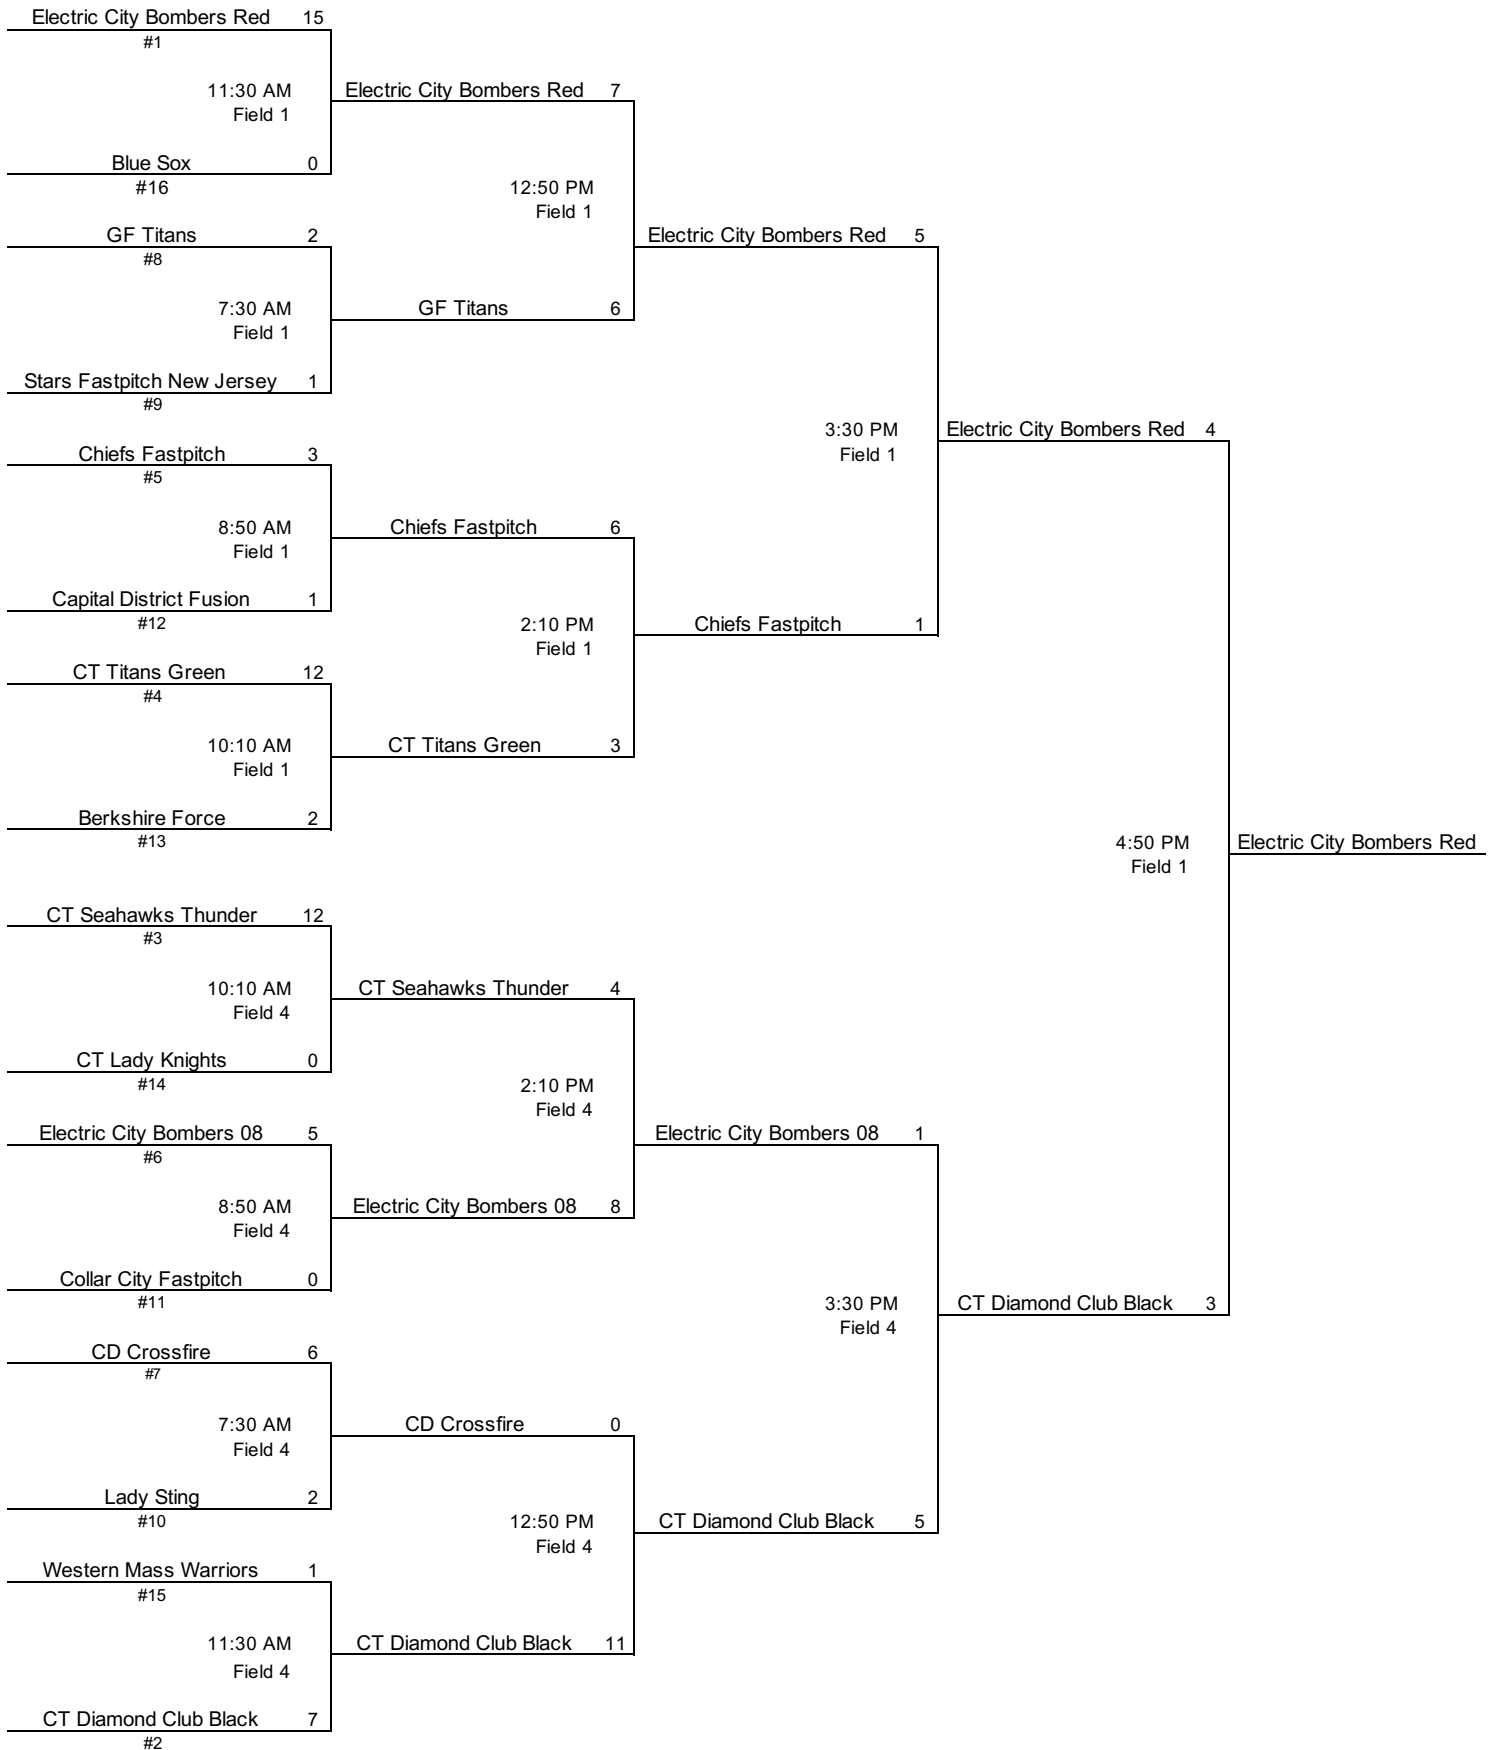 Electric City Bombers Red 15
#1
11:30 AM
Field 1
Electric City Bombers Red 7
Blue Sox 0
#16
12:50 PM
Field 1
GF Titans 2
#8
Electric City Bombers Red 5
7:30 AM
Field 1
GF Titans 6
Stars Fastpitch New Jersey 1
#9
3:30 PM
Field 1
Electric City Bombers Red 4
Chiefs Fastpitch 3
#5
8:50 AM
Field 1
Chiefs Fastpitch 6
Capital District Fusion 1
#12
2:10 PM
Field 1
Chiefs Fastpitch 1
CT Titans Green 12
#4
10:10 AM
Field 1
CT Titans Green 3
Berkshire Force 2
#13
4:50 PM
Field 1
Electric City Bombers Red
CT Seahawks Thunder 12
#3
10:10 AM
Field 4
CT Seahawks Thunder 4
CT Lady Knights 0
#14
2:10 PM
Field 4
Electric City Bombers 08 5
#6
Electric City Bombers 08 1
8:50 AM
Field 4
Electric City Bombers 08 8
Collar City Fastpitch 0
#11
3:30 PM
Field 4
CT Diamond Club Black 3
CD Crossfire 6
#7
7:30 AM
Field 4
CD Crossfire 0
Lady Sting 2
#10
12:50 PM
Field 4
CT Diamond Club Black 5
Western Mass Warriors 1
#15
11:30 AM
Field 4
CT Diamond Club Black 11
CT Diamond Club Black 7
#2